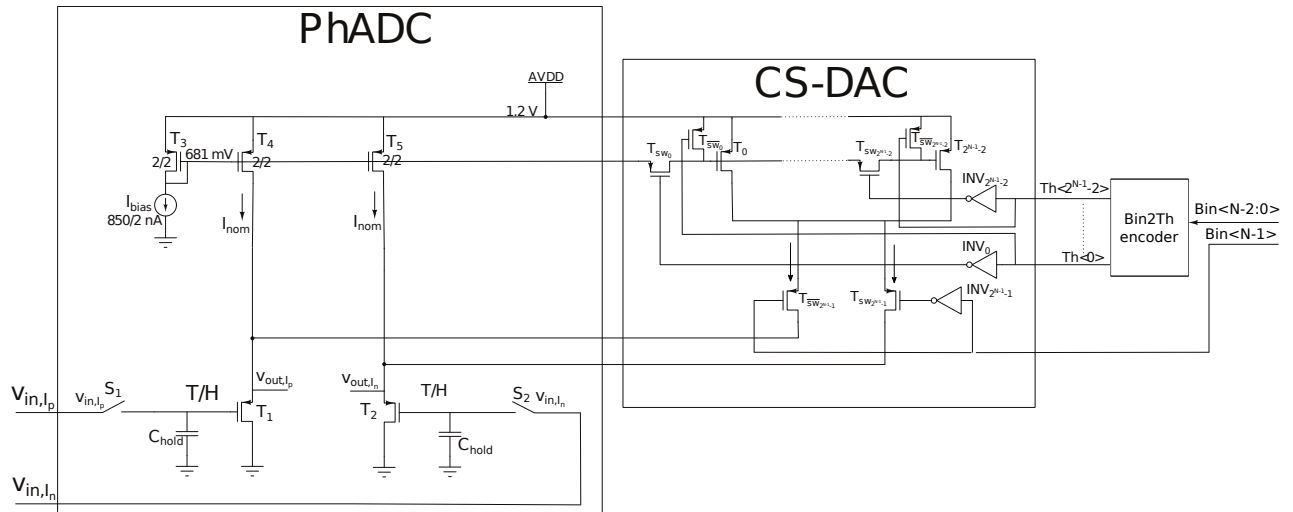 PhADC
CS-DAC
AVDD
1.2 V
T3
T4
T5
2/2
681 mV
2/2
2/2
Ibias
850/2 nA
Inom
Inom
Tsw0
Tsw0
T0
Tsw2N-1-2
Tsw2N-1-2
T2N-1-2
INV2N-1-2
Th<2N-1-2>
Bin2Th
encoder
Bin<N-2:0>
Bin<N-1>
INV0
Th<0>
Tsw2N-1-1
Tsw2N-1-1
INV2N-1-1
vout,Ip
vout,In
vin,Ip
vin,Ip
S1
T/H
T1
T2
T/H
S2
vin,In
Chold
Chold
vin,In